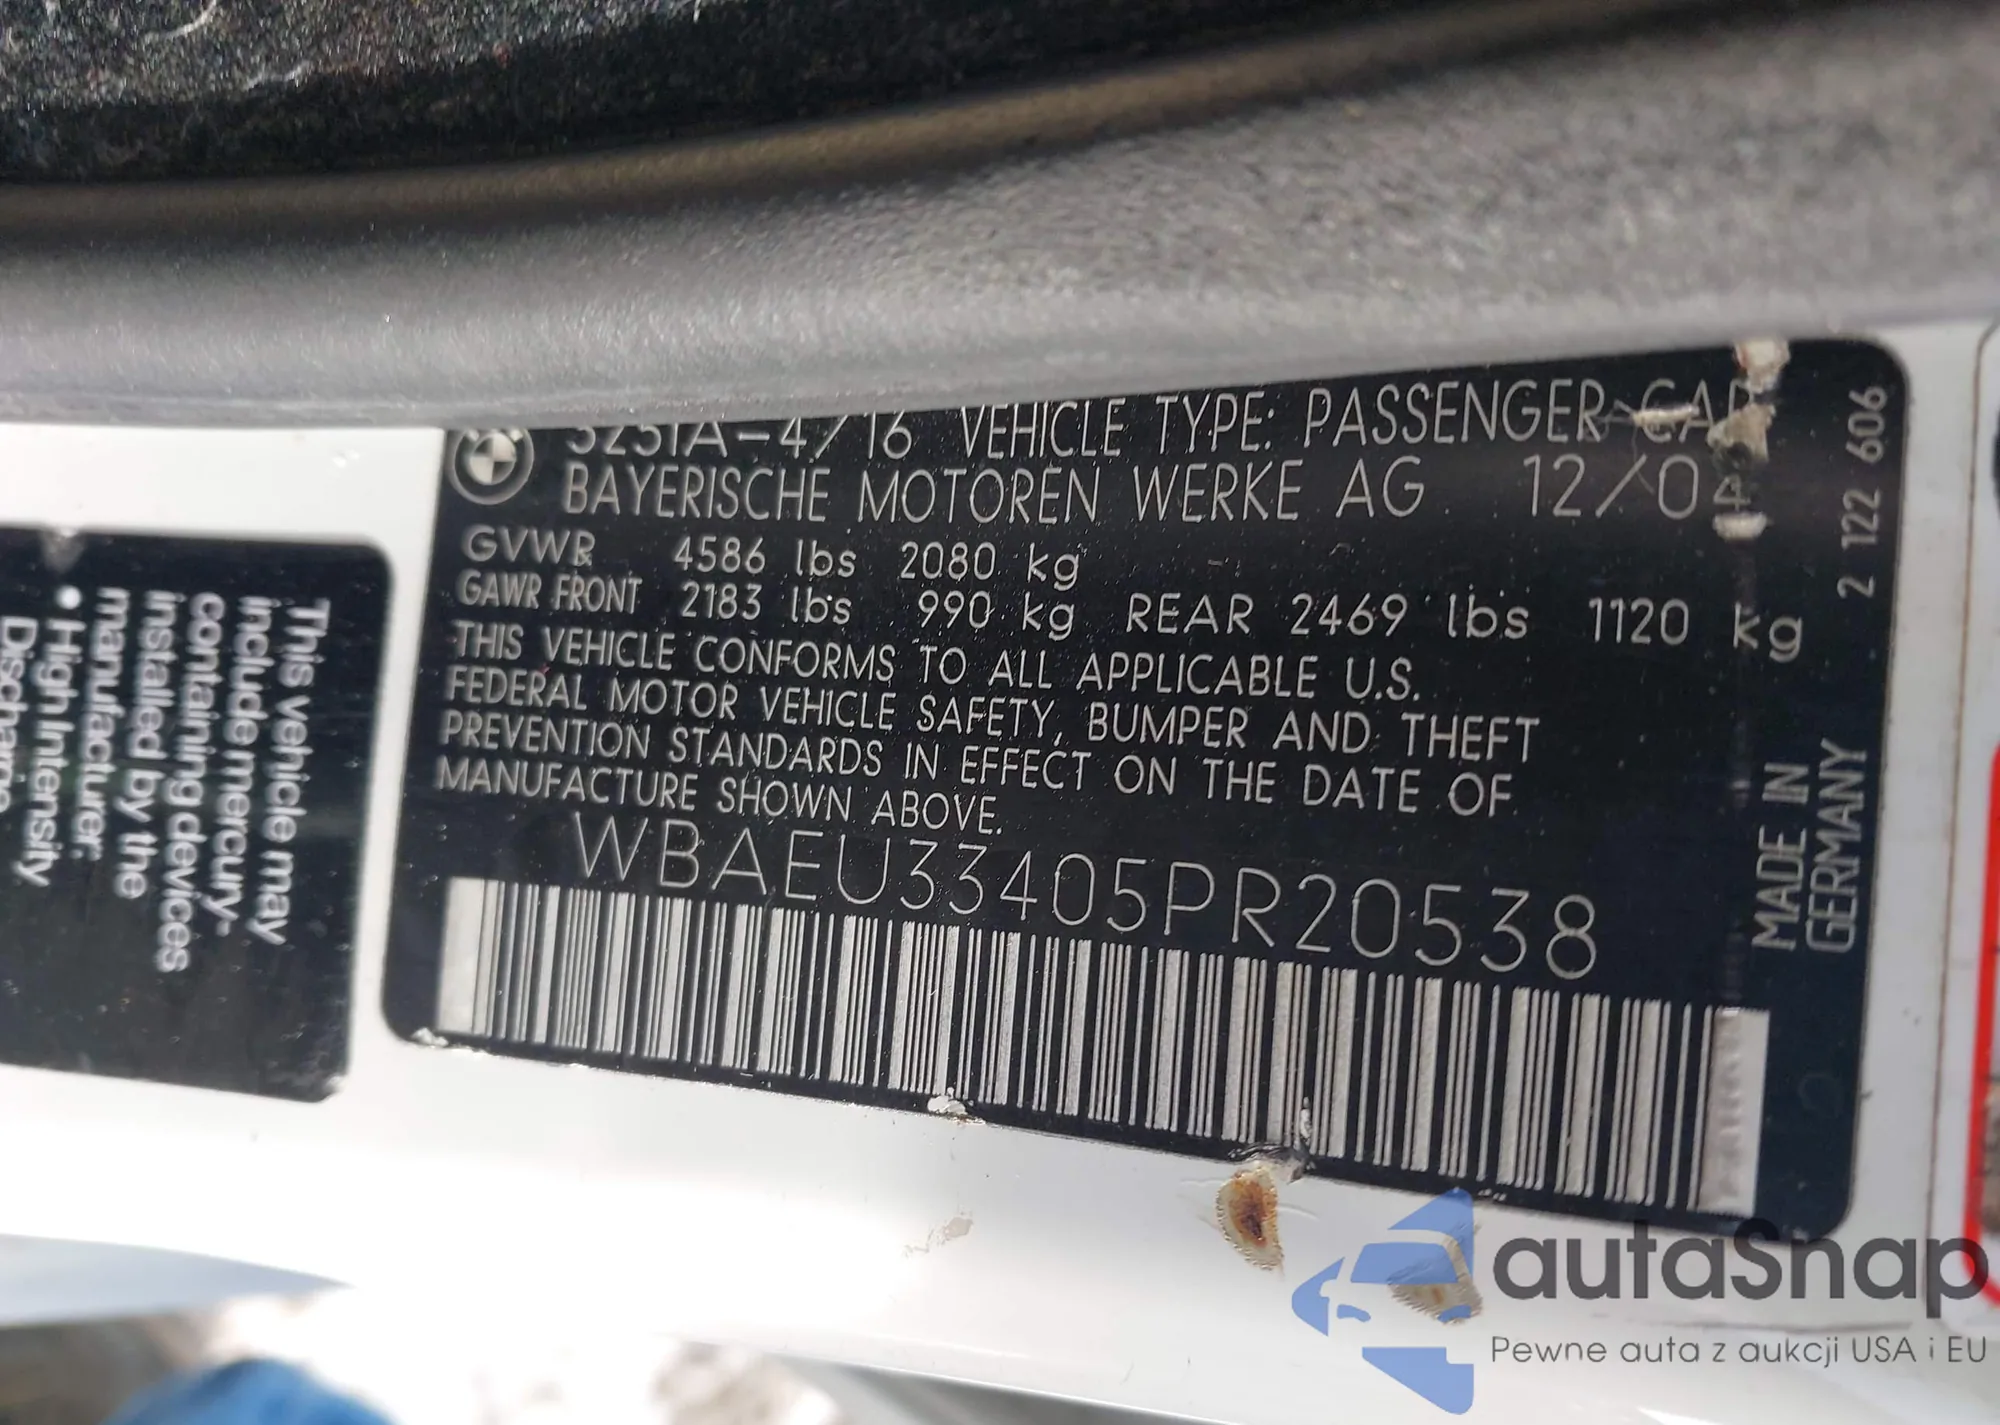 VEHICLE TYPE: PASSENGER CAR
BAYERISCHE MOTOREN WERKE AG 12/04
GVWR 4586 lbs 2080 kg
GAWR FRONT 2183 lbs 990 kg REAR 2469 lbs 1120 kg
THIS VEHICLE CONFORMS TO ALL APPLICABLE U.S.
FEDERAL MOTOR VEHICLE SAFETY, BUMPER AND THEFT
PREVENTION STANDARDS IN EFFECT ON THE DATE OF
MANUFACTURE SHOWN ABOVE.
WBAEU33405PR20538
MADE IN
GERMANY
2 122 606
This vehicle may
include mercury-
containing devices
installed by the
manufacturer:
• High Intensity
Discharge
autaSnap
Pewne auta z aukcji USA i EU